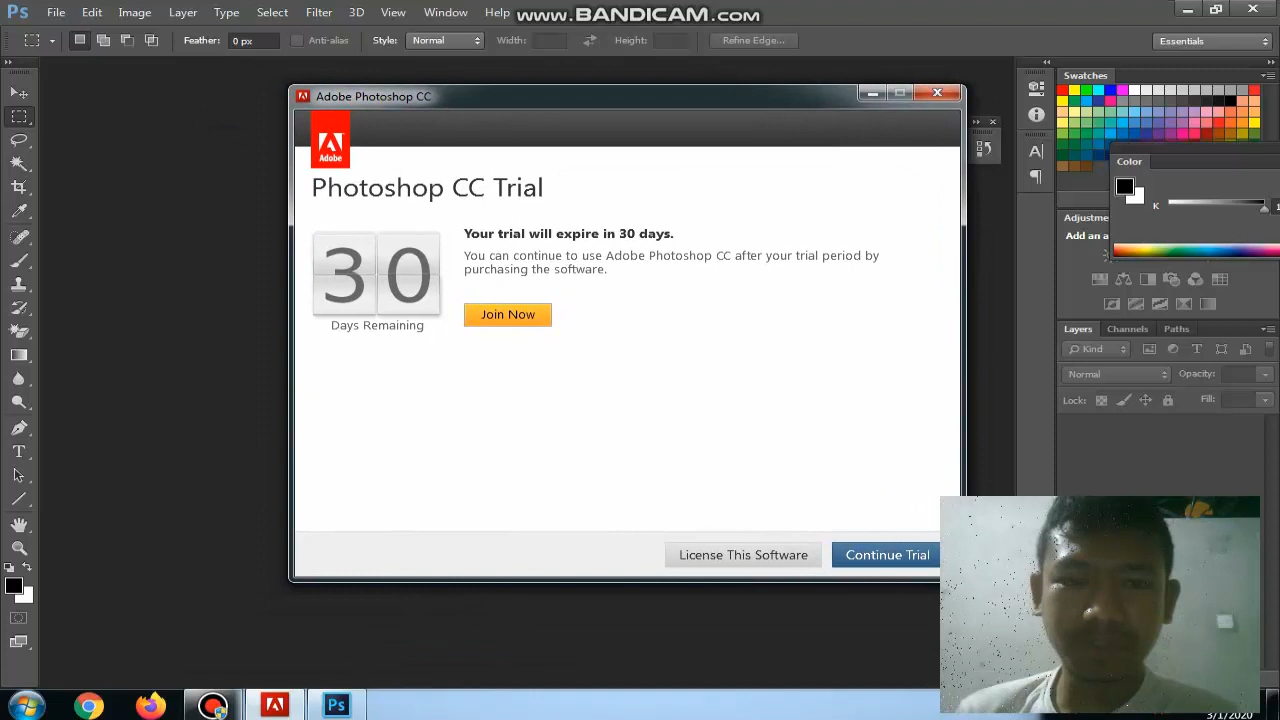 Ps File Edit Image Layer Type Select Filter 3D View Window Help www.BANDICAM.com
Feather: 0 px Anti-alias Style: Normal Width: Height: Refine Edge... Essentials
Adobe Photoshop CC
Adobe
Photoshop CC Trial
30
Days Remaining
Your trial will expire in 30 days.
You can continue to use Adobe Photoshop CC after your trial period by
purchasing the software.
Join Now
License This Software Continue Trial
Swatches
Color
K
Adjustme
Add an a
Layers Channels Paths
Kind
Normal Opacity:
Lock: Fill:
Ps
3/1/2020